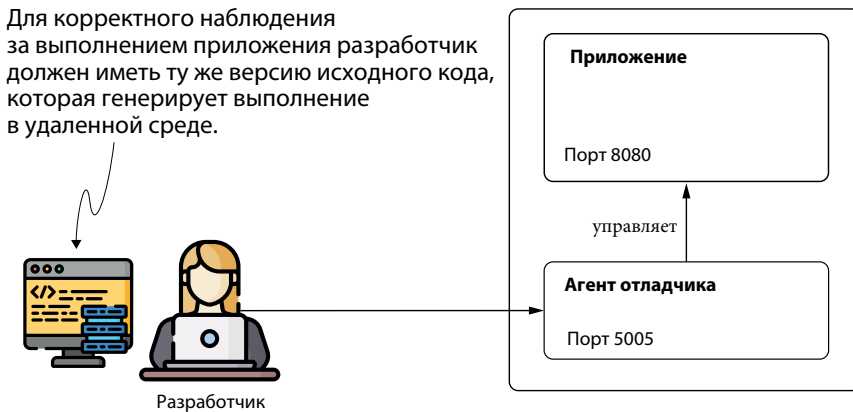 Для корректного наблюдения
за выполнением приложения разработчик
должен иметь ту же версию исходного кода,
которая генерирует выполнение
в удаленной среде.
Приложение
Порт 8080
управляет
Агент отладчика
Порт 5005
</>
Разработчик